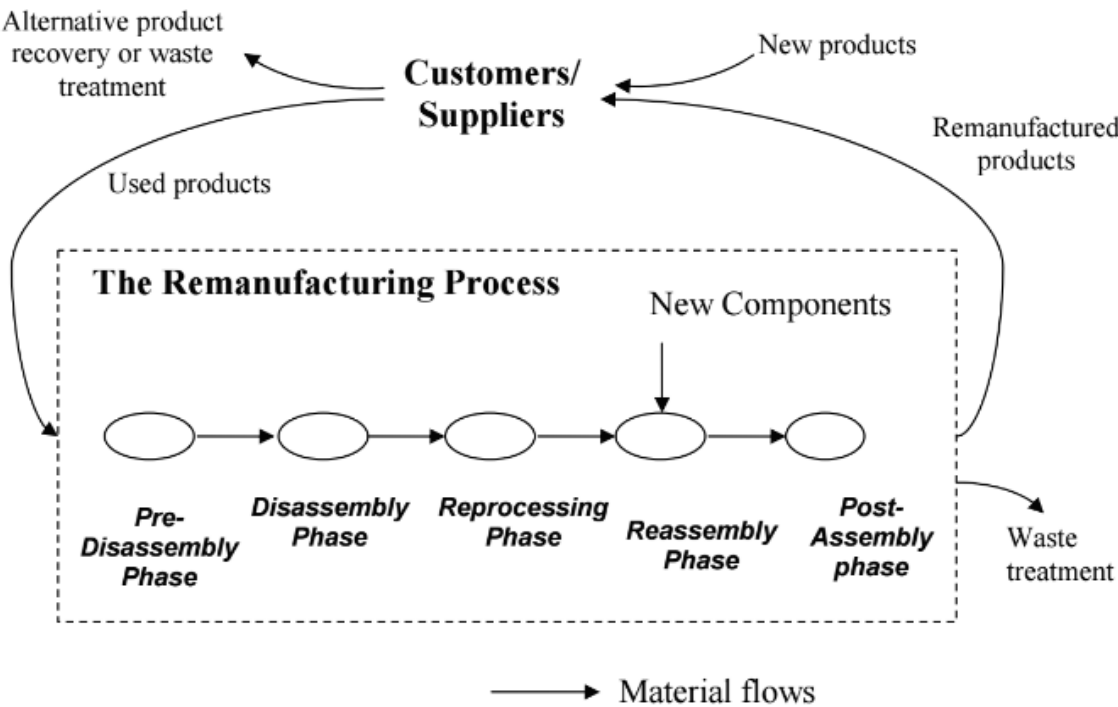 Alternative product
recovery or waste
treatment
Customers/
Suppliers
New products
Remanufactured
products
Used products
The Remanufacturing Process
New Components
Pre-
Disassembly
Phase
Disassembly
Phase
Reprocessing
Phase
Reassembly
Phase
Post-
Assembly
phase
Waste
treatment
Material flows